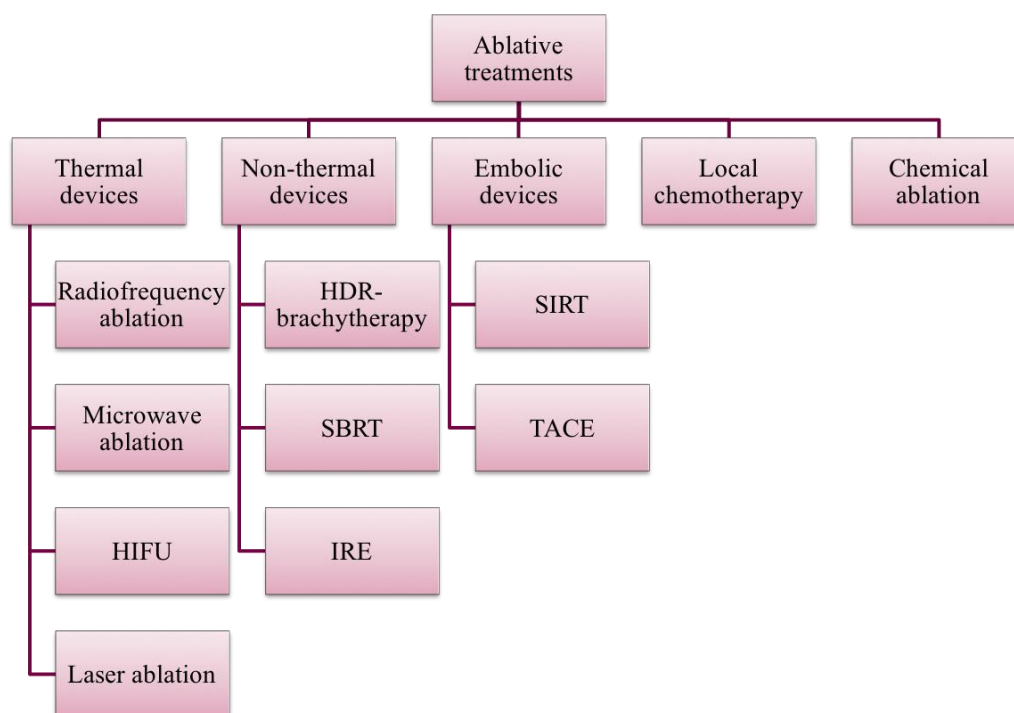 Ablative
treatments
Thermal
devices
Non-thermal
devices
Embolic
devices
Local
chemotherapy
Chemical
ablation
Radiofrequency
ablation
HDR-
brachytherapy
SIRT
Microwave
ablation
SBRT
TACE
HIFU
IRE
Laser ablation